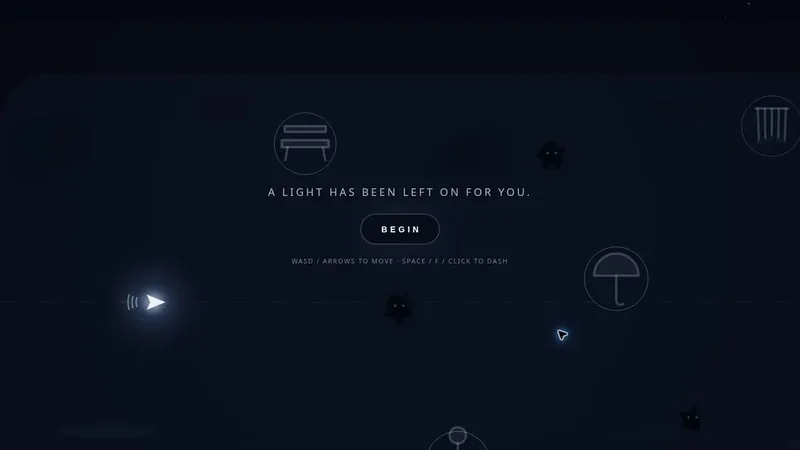 A LIGHT HAS BEEN LEFT ON FOR YOU.
BEGIN
WASD / ARROWS TO MOVE · SPACE / F / CLICK TO DASH